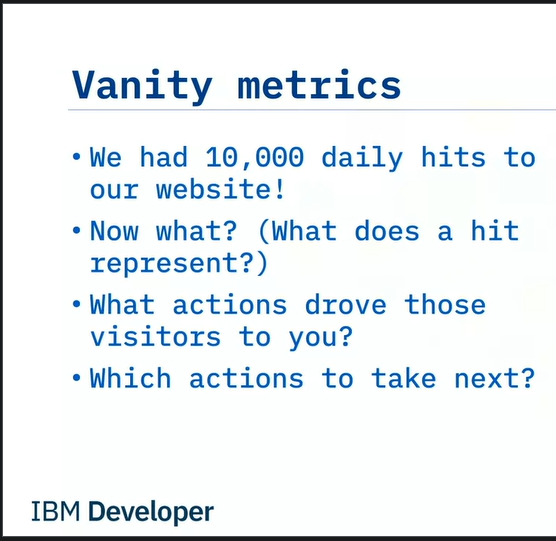 Vanity metrics
• We had 10,000 daily hits to
our website!
• Now what? (What does a hit
represent?)
• What actions drove those
visitors to you?
• Which actions to take next?
IBM Developer